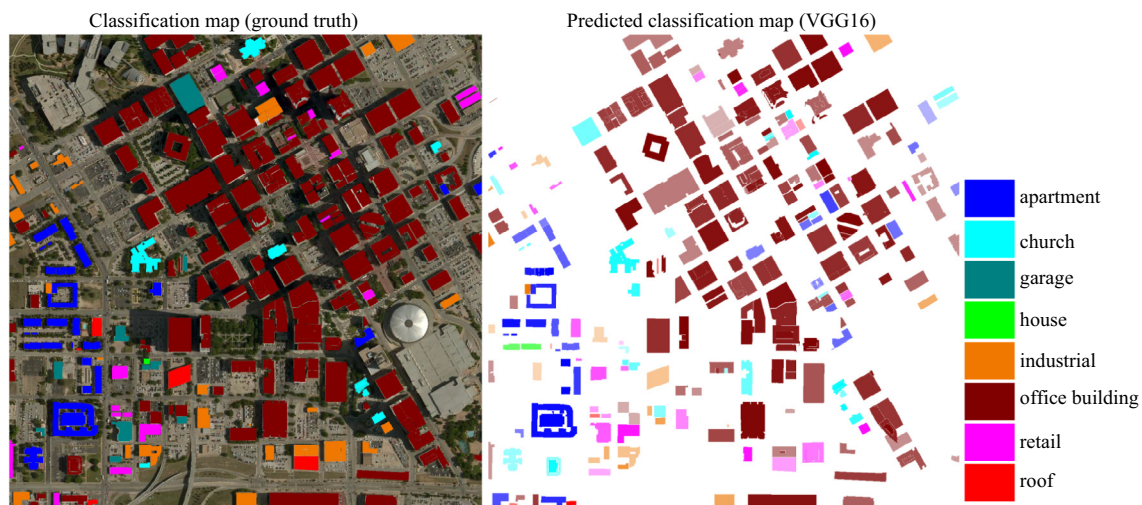 Classification map (ground truth)
Predicted classification map (VGG16)
apartment
church
garage
house
industrial
office building
retail
roof